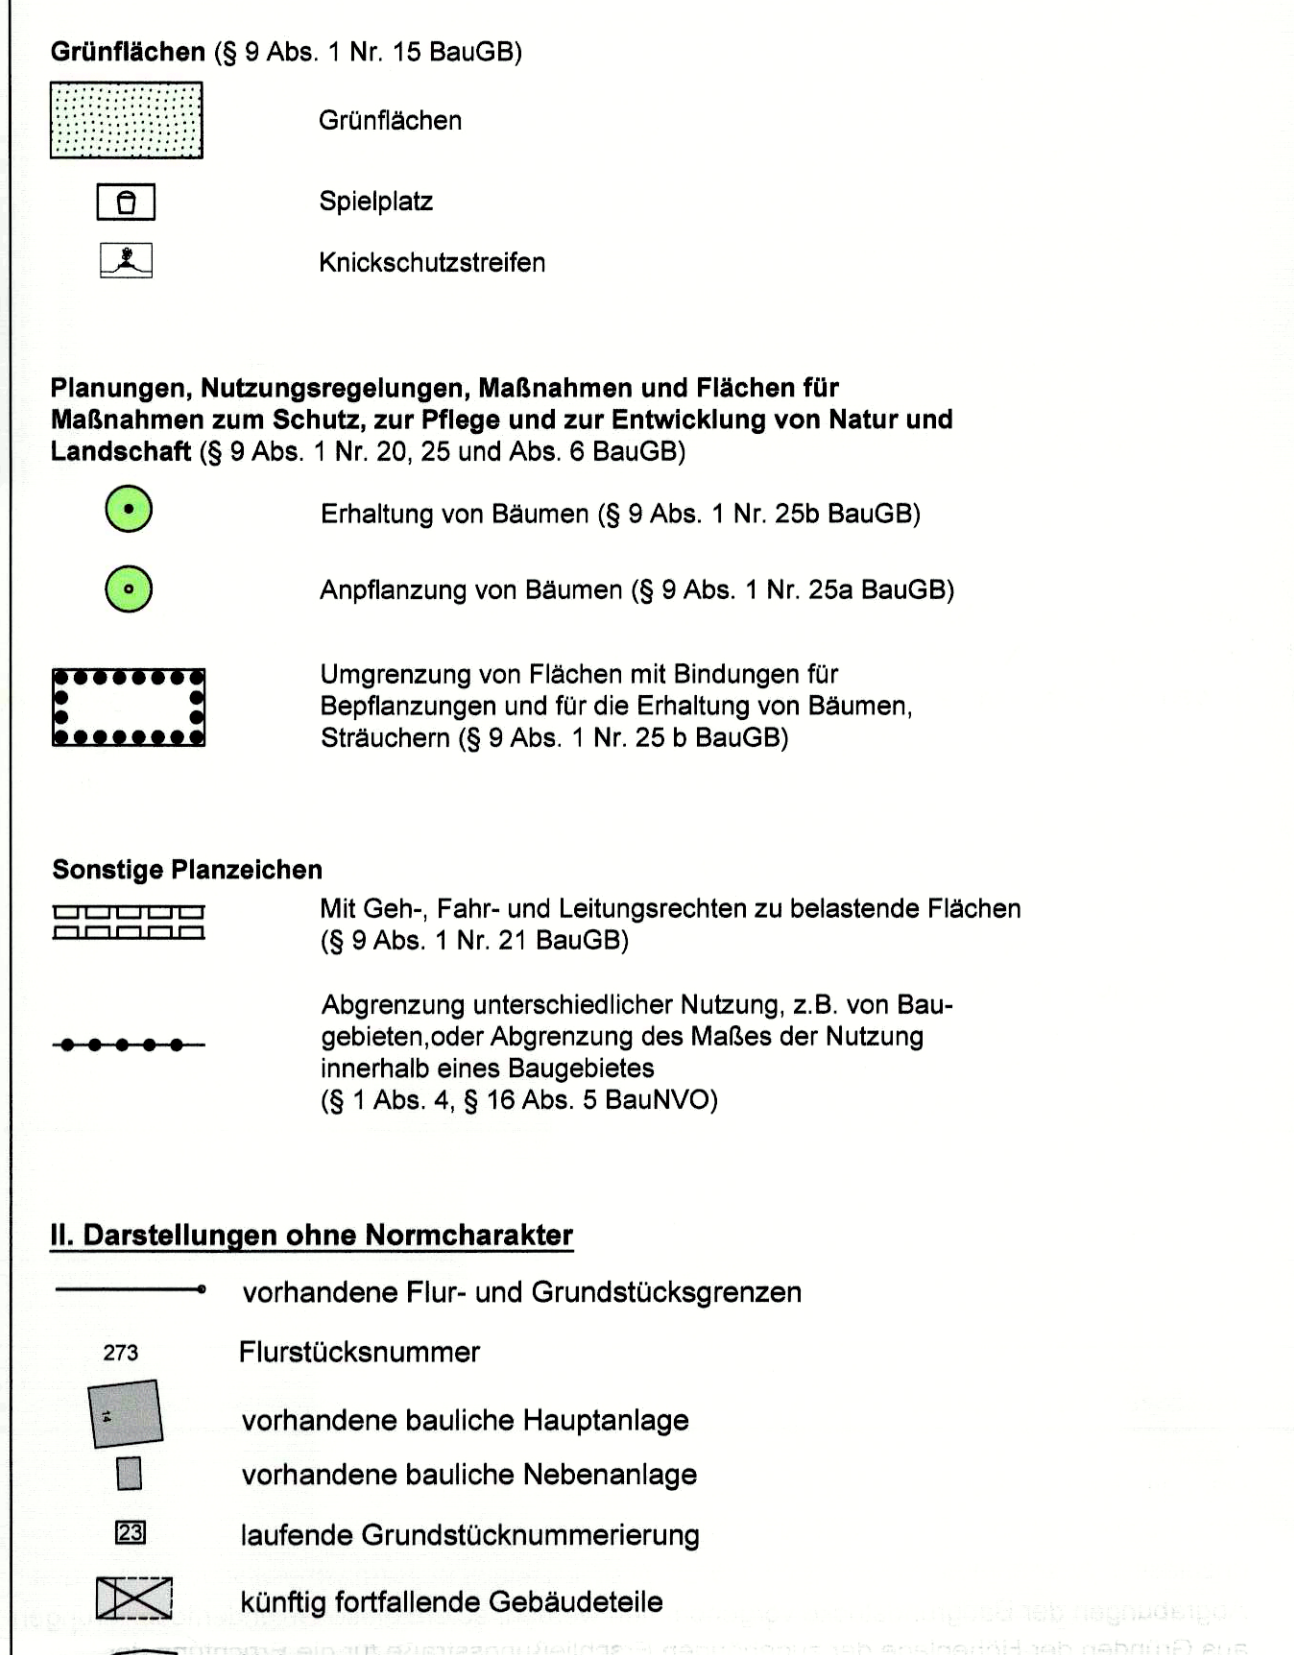 Grünflächen (§ 9 Abs. 1 Nr. 15 BauGB)
Grünflächen
Spielplatz
Knickschutzstreifen
Planungen, Nutzungsregelungen, Maßnahmen und Flächen für
Maßnahmen zum Schutz, zur Pflege und zur Entwicklung von Natur und
Landschaft (§ 9 Abs. 1 Nr. 20, 25 und Abs. 6 BauGB)
Erhaltung von Bäumen (§ 9 Abs. 1 Nr. 25b BauGB)
Anpflanzung von Bäumen (§ 9 Abs. 1 Nr. 25a BauGB)
Umgrenzung von Flächen mit Bindungen für
Bepflanzungen und für die Erhaltung von Bäumen,
Sträuchern (§ 9 Abs. 1 Nr. 25 b BauGB)
Sonstige Planzeichen
Mit Geh-, Fahr- und Leitungsrechten zu belastende Flächen
(§ 9 Abs. 1 Nr. 21 BauGB)
Abgrenzung unterschiedlicher Nutzung, z.B. von Bau-
gebieten,oder Abgrenzung des Maßes der Nutzung
innerhalb eines Baugebietes
(§ 1 Abs. 4, § 16 Abs. 5 BauNVO)
II. Darstellungen ohne Normcharakter
vorhandene Flur- und Grundstücksgrenzen
273 Flurstücksnummer
14 vorhandene bauliche Hauptanlage
vorhandene bauliche Nebenanlage
23 laufende Grundstücknummerierung
künftig fortfallende Gebäudeteile